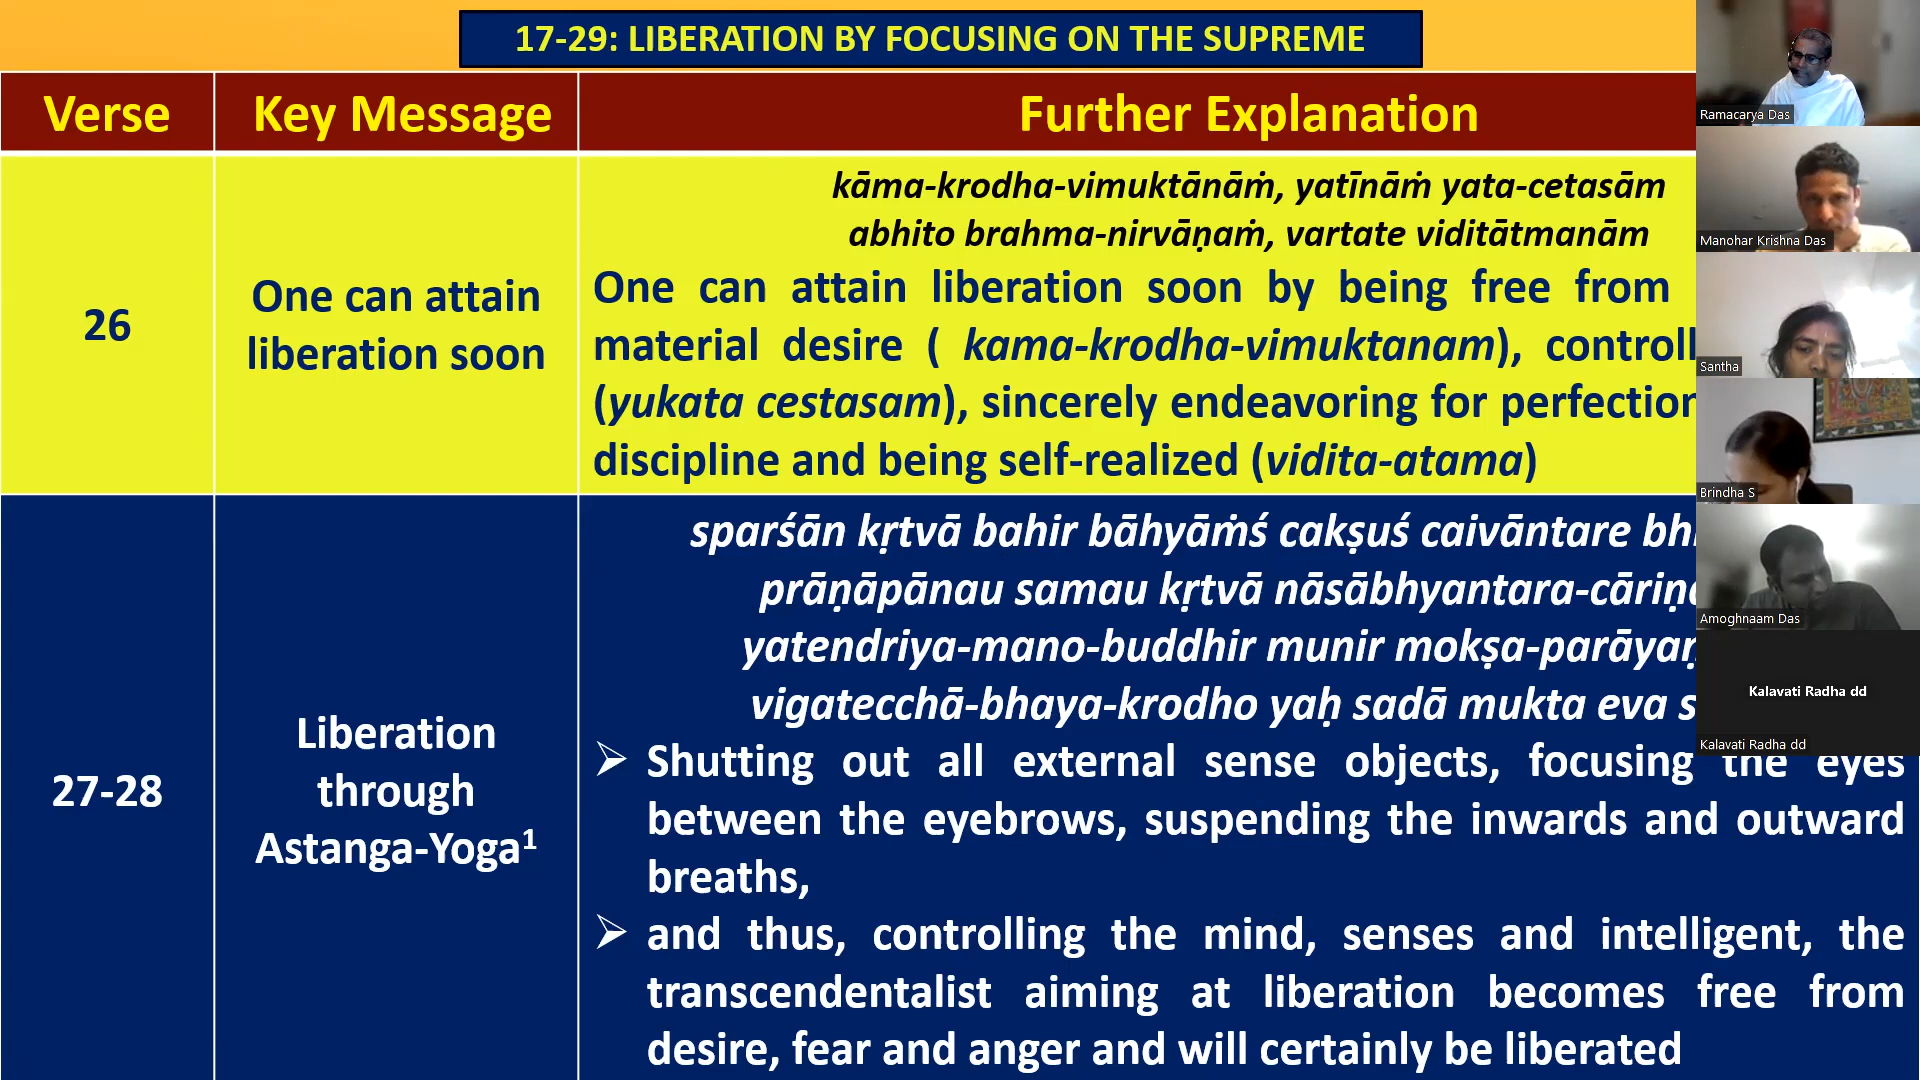 17-29: LIBERATION BY FOCUSING ON THE SUPREME
Verse Key Message Further Explanation
26
One can attain
liberation soon
kāma-krodha-vimuktānāṁ, yatīnāṁ yata-cetasām
abhito brahma-nirvāṇaṁ, vartate viditātmanām
One can attain liberation soon by being free from
material desire ( kama-krodha-vimuktanam),
(yukata cestasam), sincerely endeavoring for
discipline and being self-realized (vidita-atama)
27-28
Liberation
through
Astanga-Yoga¹
sparśān kṛtvā bahir bāhyāṁś cakṣuś caivāntare
prāṇāpānau samau kṛtvā
yatendriya-mano-buddhir munir
vigatecchā-bhaya-krodho yaḥ sadā mukta eva
➢ Shutting out all external sense objects, focusing the eyes
between the eyebrows, suspending the inwards and outward
breaths,
➢ and thus, controlling the mind, senses and intelligent, the
transcendentalist aiming at liberation becomes free from
desire, fear and anger and will certainly be liberated
Ramacarya Das
Manohar Krishna Das
Santha
Brindha S
Amoghnaam Das
Kalavati Radha dd
Kalavati Radha dd